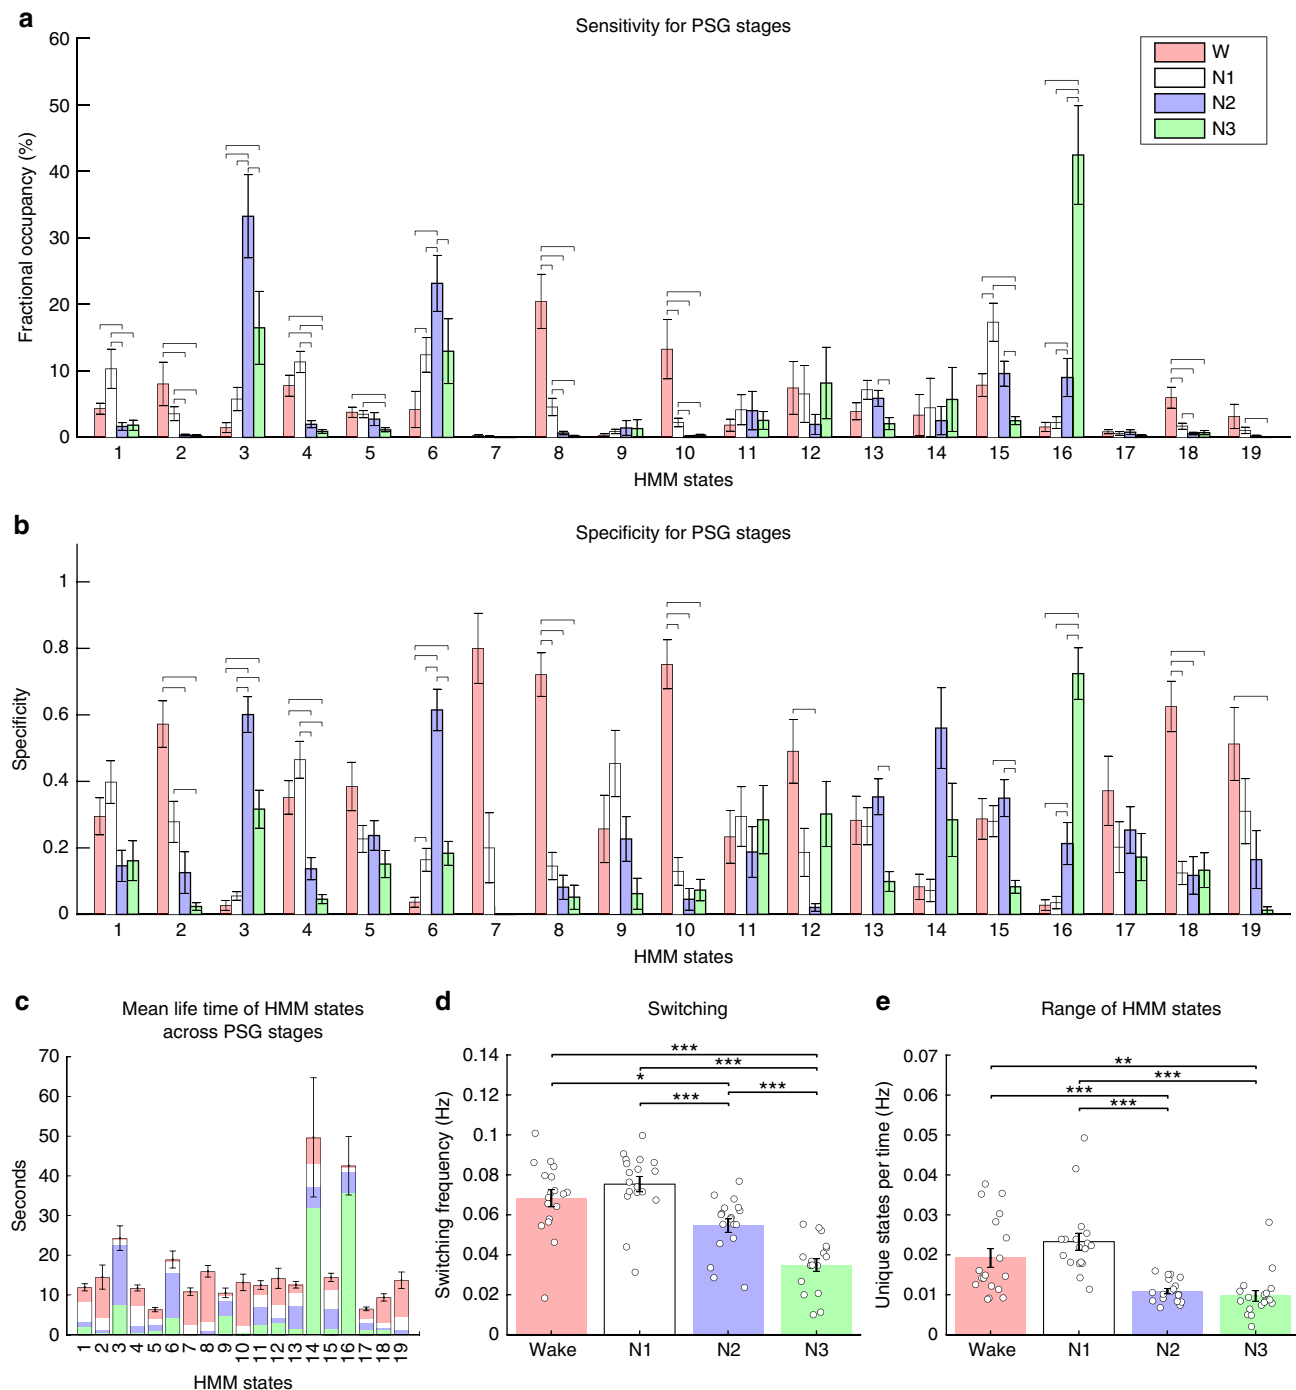 a
Sensitivity for PSG stages
60
50
40
30
20
10
0
Fractional occupancy (%)
W
N1
N2
N3
1 2 3 4 5 6 7 8 9 10 11 12 13 14 15 16 17 18 19
HMM states
b
Specificity for PSG stages
1
0.8
0.6
0.4
0.2
0
Specificity
1 2 3 4 5 6 7 8 9 10 11 12 13 14 15 16 17 18 19
HMM states
c
Mean life time of HMM states
across PSG stages
70
60
50
40
30
20
10
0
Seconds
1 2 3 4 5 6 7 8 9 10 11 12 13 14 15 16 17 18 19
HMM states
d
Switching
0.14
0.12
0.1
0.08
0.06
0.04
0.02
0
Switching frequency (Hz)
***
***
*
***
***
Wake N1 N2 N3
e
Range of HMM states
0.07
0.06
0.05
0.04
0.03
0.02
0.01
0
Unique states per time (Hz)
**
***
***
***
Wake N1 N2 N3